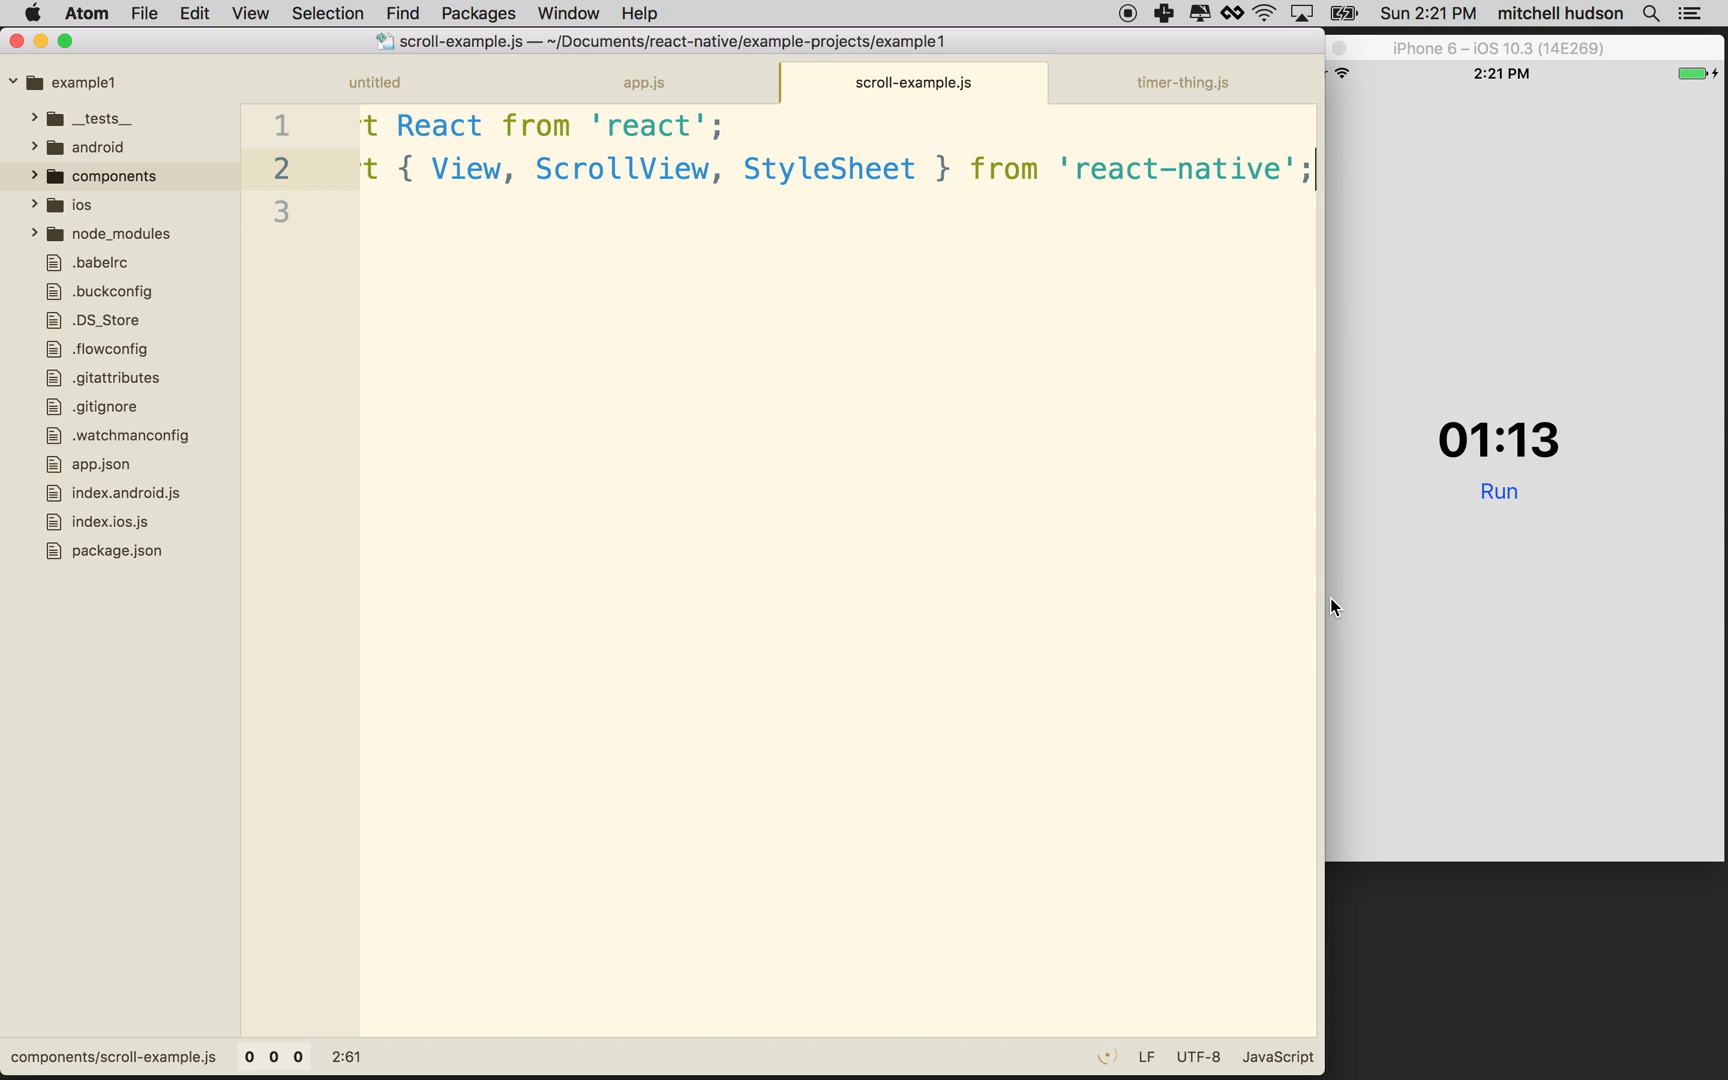 Atom File Edit View Selection Find Packages Window Help Sun 2:21 PM mitchell hudson
scroll-example.js — ~/Documents/react-native/example-projects/example1
iPhone 6 – iOS 10.3 (14E269)
2:21 PM
example1
untitled app.js scroll-example.js timer-thing.js
__tests__
android
components
ios
node_modules
.babelrc
.buckconfig
.DS_Store
.flowconfig
.gitattributes
.gitignore
.watchmanconfig
app.json
index.android.js
index.ios.js
package.json
1 rt React from 'react';
2 rt { View, ScrollView, StyleSheet } from 'react-native';
3
01:13
Run
components/scroll-example.js 0 0 0 2:61 LF UTF-8 JavaScript